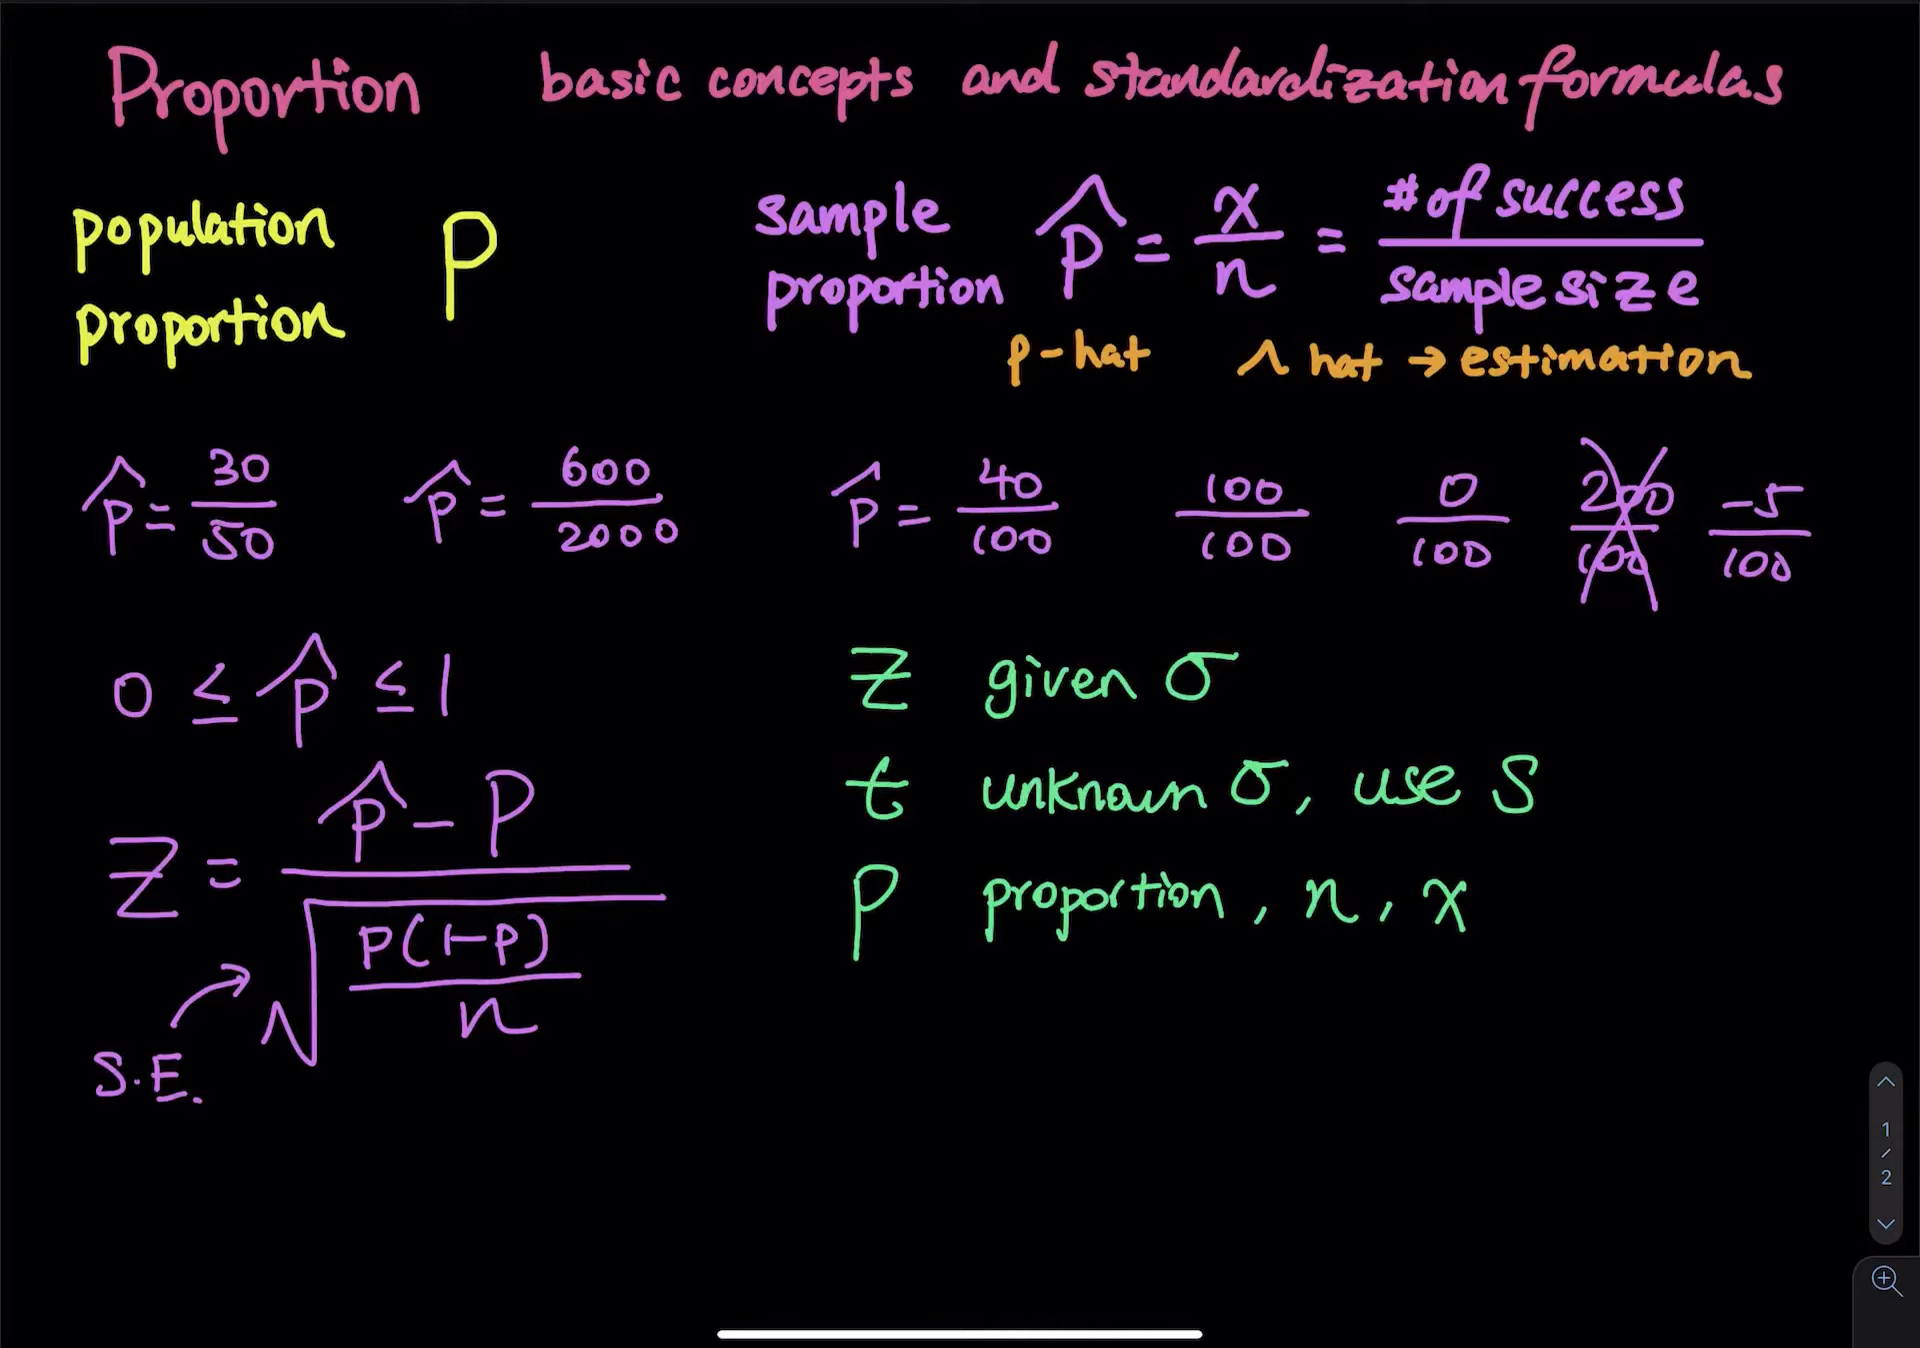 Proportion basic concepts and standardization formulas
population proportion P
sample proportion p̂ = x/n = # of success / sample size
p-hat ^ hat → estimation
p̂ = 30/50 p̂ = 600/2000 p̂ = 40/100 100/100 0/100 200/100 -5/100
0 ≤ p̂ ≤ 1
Z given σ
t unknown σ, use S
P proportion, n, x
Z = (p̂ - P) / √(P(1-P)/n)
S.E.
1
/
2